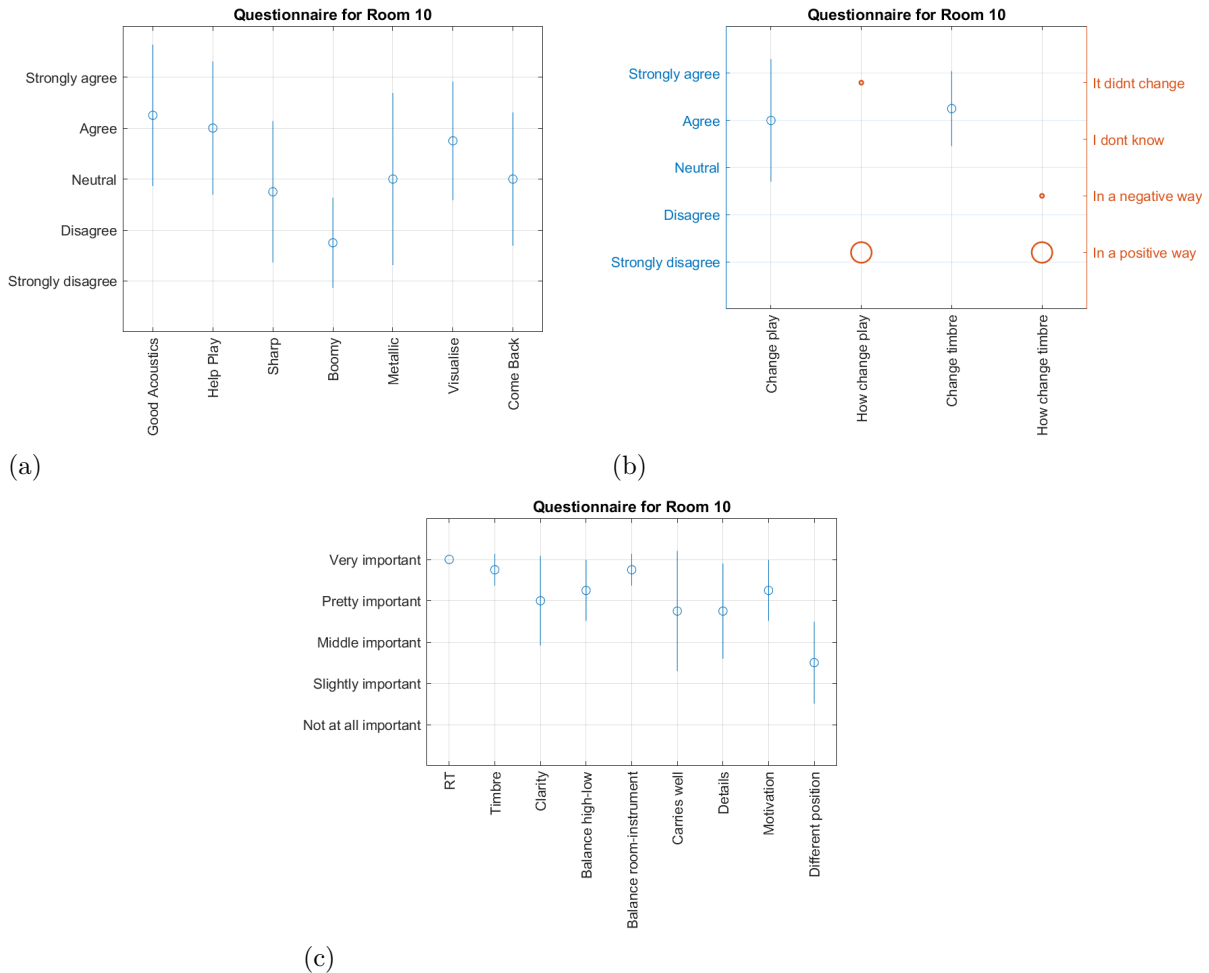 Questionnaire for Room 10
Strongly agree
Agree
Neutral
Disagree
Strongly disagree
Good Acoustics
Help Play
Sharp
Boomy
Metallic
Visualise
Come Back
(a)
Questionnaire for Room 10
Strongly agree
Agree
Neutral
Disagree
Strongly disagree
It didnt change
I dont know
In a negative way
In a positive way
Change play
How change play
Change timbre
How change timbre
(b)
Questionnaire for Room 10
Very important
Pretty important
Middle important
Slightly important
Not at all important
RT
Timbre
Clarity
Balance high-low
Balance room-instrument
Carries well
Details
Motivation
Different position
(c)